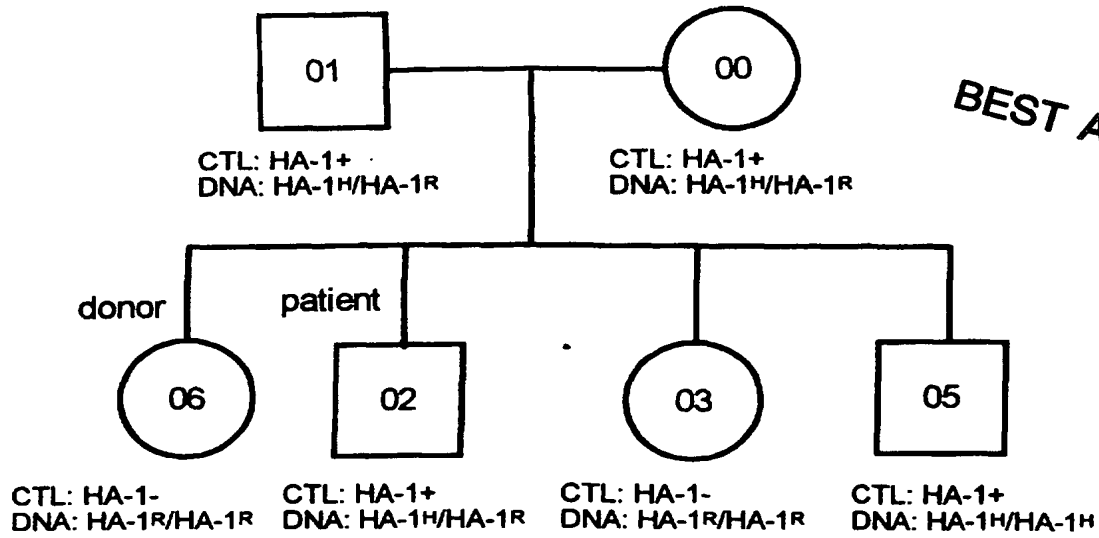 01
00
BEST A
CTL: HA-1+
DNA: HA-1H/HA-1R
CTL: HA-1+
DNA: HA-1H/HA-1R
donor
patient
06
02
03
05
CTL: HA-1-
DNA: HA-1R/HA-1R
CTL: HA-1+
DNA: HA-1H/HA-1R
CTL: HA-1-
DNA: HA-1R/HA-1R
CTL: HA-1+
DNA: HA-1H/HA-1H